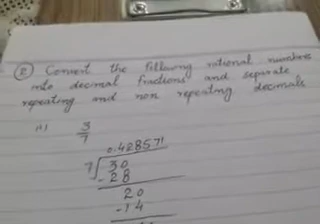 ② Convert the following rational numbers
into decimal fractions and separate
repeating and non repeating decimals
(i) 3/7
0.428571
7)30
-28
20
-14